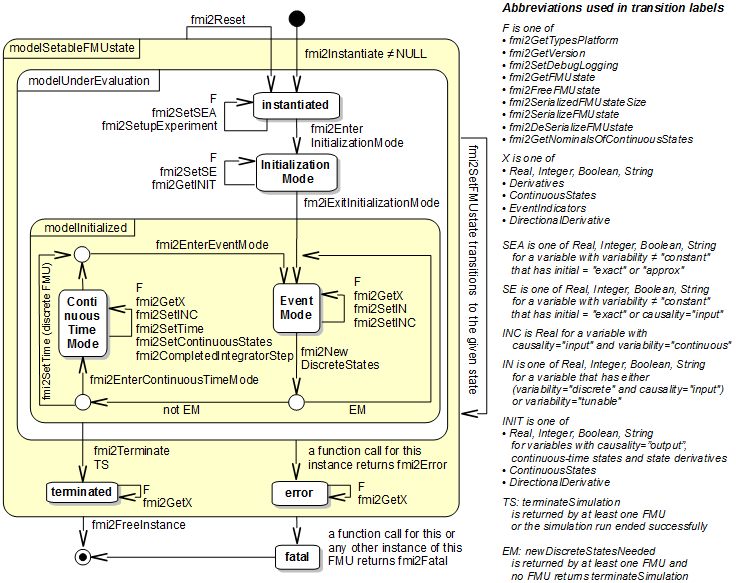 fmi2Reset
modelSetableFMUstate
fmi2Instantiate ≠ NULL
modelUnderEvaluation
F
fmi2SetSEA
fmi2SetupExperiment
instantiated
fmi2Enter
InitializationMode
F
fmi2SetSE
fmi2GetINIT
Initialization
Mode
fmi2iExitInitializationMode
modelInitialized
fmi2EnterEventMode
fmi2SetTime (discrete FMU)
Conti
nuous
Time
Mode
F
fmi2GetX
fmi2SetINC
fmi2SetTime
fmi2SetContinuousStates
fmi2CompletedIntegratorStep
Event
Mode
F
fmi2GetX
fmi2SetIN
fmi2SetINC
fmi2New
DiscreteStates
fmi2EnterContinuousTimeMode
not EM
EM
fmi2SetFMUstate transitions to the given state
fmi2Terminate
TS
a function call for this
instance returns fmi2Error
terminated
F
fmi2GetX
error
F
fmi2GetX
fmi2FreeInstance
a function call for this or
any other instance of this
FMU returns fmi2Fatal
fatal
Abbreviations used in transition labels
F is one of
• fmi2GetTypesPlatform
• fmi2GetVersion
• fmi2SetDebugLogging
• fmi2GetFMUstate
• fmi2FreeFMUstate
• fmi2SerializedFMUstateSize
• fmi2SerializeFMUstate
• fmi2DeSerializeFMUstate
• fmi2GetNominalsOfContinuousStates
X is one of
• Real, Integer, Boolean, String
• Derivatives
• ContinuousStates
• EventIndicators
• DirectionalDerivative
SEA is one of Real, Integer, Boolean, String
for a variable with variability ≠ "constant"
that has initial = "exact" or "approx"
SE is one of Real, Integer, Boolean, String
for a variable with variability ≠ "constant"
that has initial = "exact" or causality="input"
INC is Real for a variable with
causality="input" and variability="continuous"
IN is one of Real, Integer, Boolean, String
for a variable that has either
(variability="discrete" and causality="input")
or variability="tunable"
INIT is one of
• Real, Integer, Boolean, String
for variables with causality="output",
continuous-time states and state derivatives
• ContinuousStates
• DirectionalDerivative
TS: terminateSimulation
is returned by at least one FMU
or the simulation run ended successfully
EM: newDiscreteStatesNeeded
is returned by at least one FMU and
no FMU returns terminateSimulation